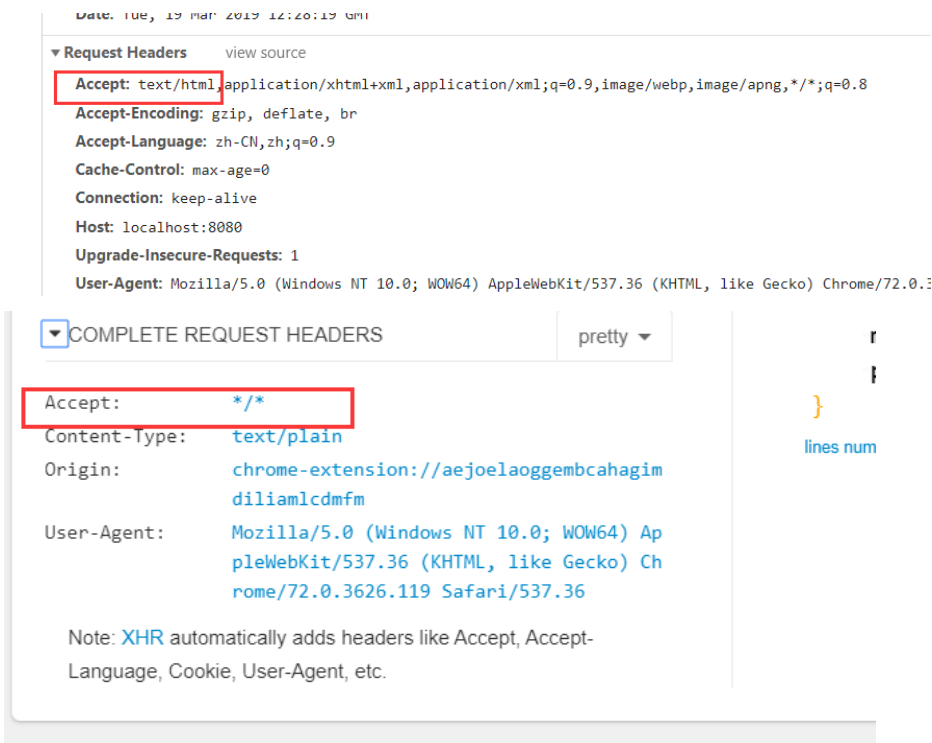 Date: Tue, 19 Mar 2019 12:28:19 GMT
▼ Request Headers view source
Accept: text/html,application/xhtml+xml,application/xml;q=0.9,image/webp,image/apng,*/*;q=0.8
Accept-Encoding: gzip, deflate, br
Accept-Language: zh-CN,zh;q=0.9
Cache-Control: max-age=0
Connection: keep-alive
Host: localhost:8080
Upgrade-Insecure-Requests: 1
User-Agent: Mozilla/5.0 (Windows NT 10.0; WOW64) AppleWebKit/537.36 (KHTML, like Gecko) Chrome/72.0.3
COMPLETE REQUEST HEADERS pretty
Accept: */*
Content-Type: text/plain
Origin: chrome-extension://aejoelaoggembcahagim
diliamlcdmfm
User-Agent: Mozilla/5.0 (Windows NT 10.0; WOW64) Ap
pleWebKit/537.36 (KHTML, like Gecko) Ch
rome/72.0.3626.119 Safari/537.36
Note: XHR automatically adds headers like Accept, Accept-
Language, Cookie, User-Agent, etc.
}
lines num